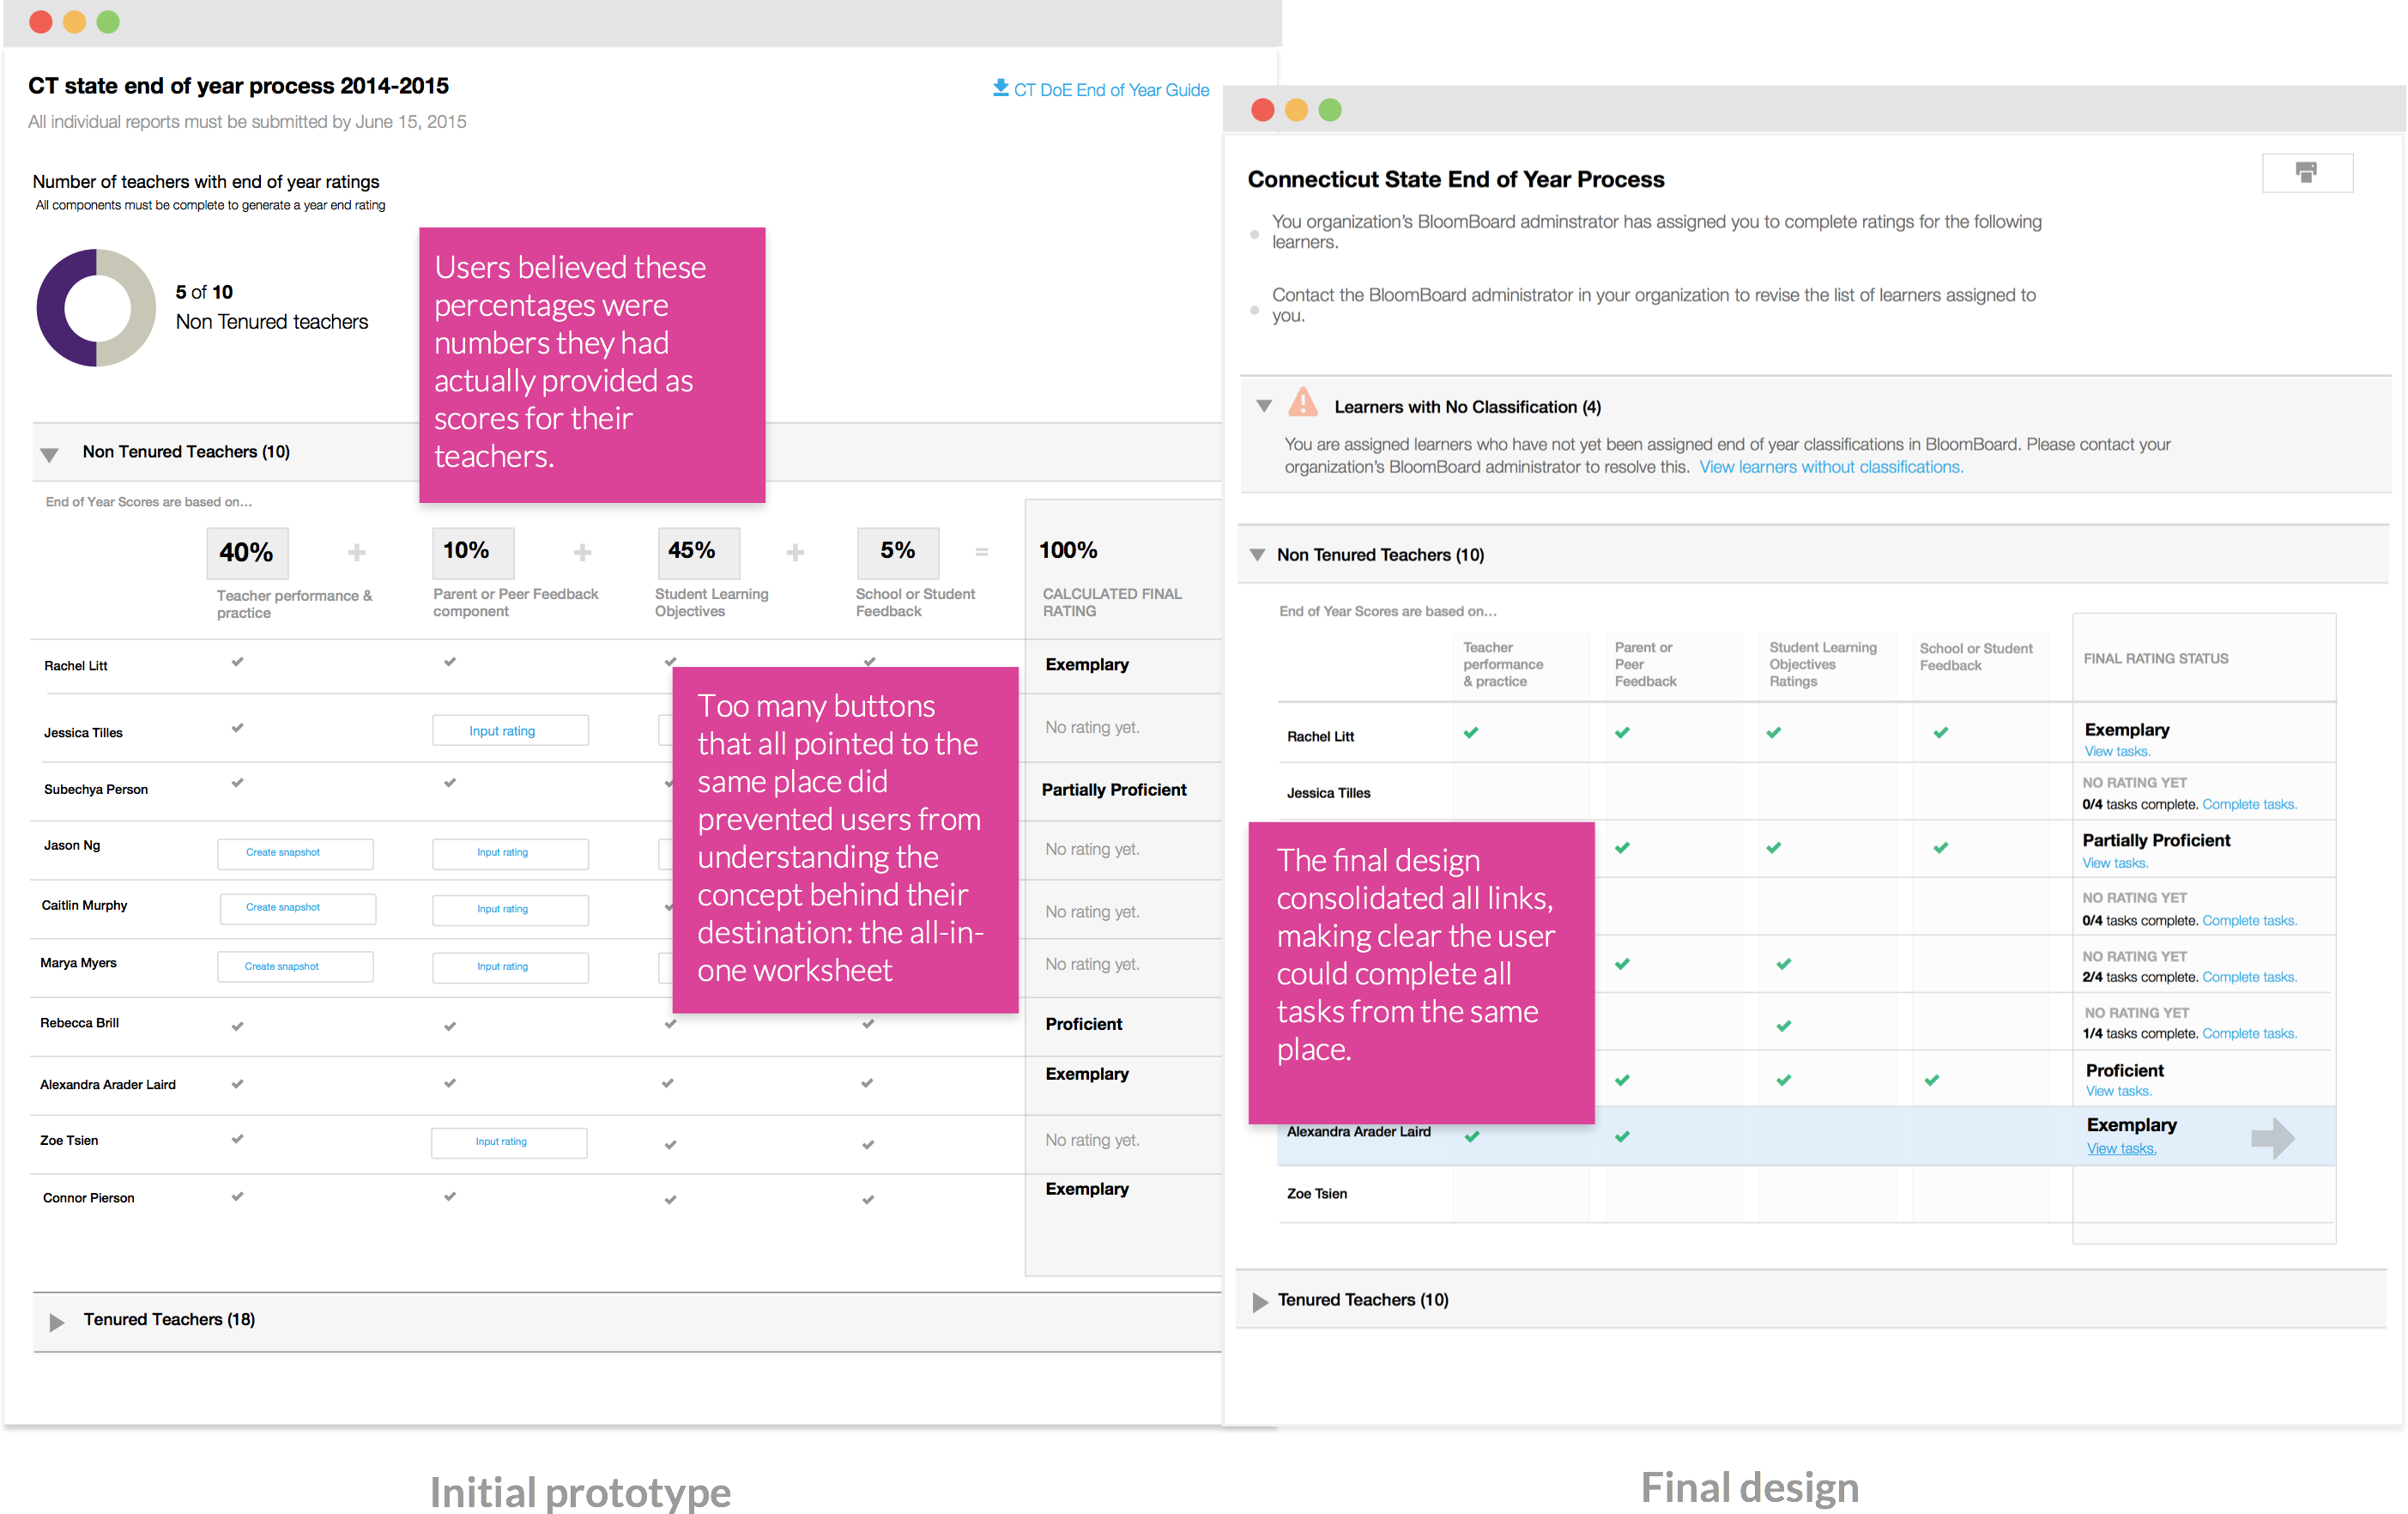 CT state end of year process 2014-2015
CT DoE End of Year Guide
All individual reports must be submitted by June 15, 2015
Number of teachers with end of year ratings
All components must be complete to generate a year end rating
5 of 10
Non Tenured teachers
Users believed these
percentages were
numbers they had
actually provided as
scores for their
teachers.
Non Tenured Teachers (10)
End of Year Scores are based on...
40% + 10% + 45% + 5% = 100%
Teacher performance &
practice
Parent or Peer Feedback
component
Student Learning
Objectives
School or Student
Feedback
CALCULATED FINAL
RATING
Rachel Litt Exemplary
Jessica Tilles Input rating No rating yet.
Subechya Person Partially Proficient
Jason Ng Create snapshot Input rating No rating yet.
Caitlin Murphy Create snapshot Input rating No rating yet.
Marya Myers Create snapshot Input rating No rating yet.
Rebecca Brill Proficient
Alexandra Arader Laird Exemplary
Zoe Tsien Input rating No rating yet.
Connor Pierson Exemplary
Too many buttons
that all pointed to the
same place did
prevented users from
understanding the
concept behind their
destination: the all-in-
one worksheet
Tenured Teachers (18)
Initial prototype
Connecticut State End of Year Process
You organization's BloomBoard adminstrator has assigned you to complete ratings for the following
learners.
Contact the BloomBoard administrator in your organization to revise the list of learners assigned to
you.
Learners with No Classification (4)
You are assigned learners who have not yet been assigned end of year classifications in BloomBoard. Please contact your
organization's BloomBoard administrator to resolve this. View learners without classifications.
Non Tenured Teachers (10)
End of Year Scores are based on...
Teacher
performance
& practice
Parent or
Peer
Feedback
Student Learning
Objectives
Ratings
School or Student
Feedback
FINAL RATING STATUS
Rachel Litt Exemplary
View tasks.
Jessica Tilles NO RATING YET
0/4 tasks complete. Complete tasks.
Partially Proficient
View tasks.
NO RATING YET
0/4 tasks complete. Complete tasks.
NO RATING YET
2/4 tasks complete. Complete tasks.
NO RATING YET
1/4 tasks complete. Complete tasks.
Proficient
View tasks.
Alexandra Arader Laird Exemplary
View tasks.
Zoe Tsien
The final design
consolidated all links,
making clear the user
could complete all
tasks from the same
place.
Tenured Teachers (10)
Final design